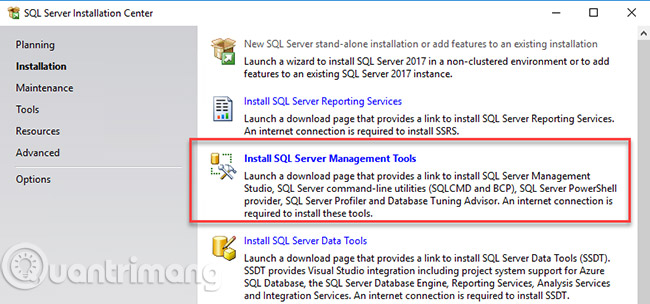 SQL Server Installation Center
Planning
Installation
Maintenance
Tools
Resources
Advanced
Options
New SQL Server stand-alone installation or add features to an existing installation
Launch a wizard to install SQL Server 2017 in a non-clustered environment or to add
features to an existing SQL Server 2017 instance.
Install SQL Server Reporting Services
Launch a download page that provides a link to install SQL Server Reporting Services.
An internet connection is required to install SSRS.
Install SQL Server Management Tools
Launch a download page that provides a link to install SQL Server Management
Studio, SQL Server command-line utilities (SQLCMD and BCP), SQL Server PowerShell
provider, SQL Server Profiler and Database Tuning Advisor. An internet connection is
required to install these tools.
Install SQL Server Data Tools
Launch a download page that provides a link to install SQL Server Data Tools (SSDT).
SSDT provides Visual Studio integration including project system support for Azure
SQL Database, the SQL Server Database Engine, Reporting Services, Analysis Services
and Integration Services. An internet connection is required to install SSDT.
Quantrimang